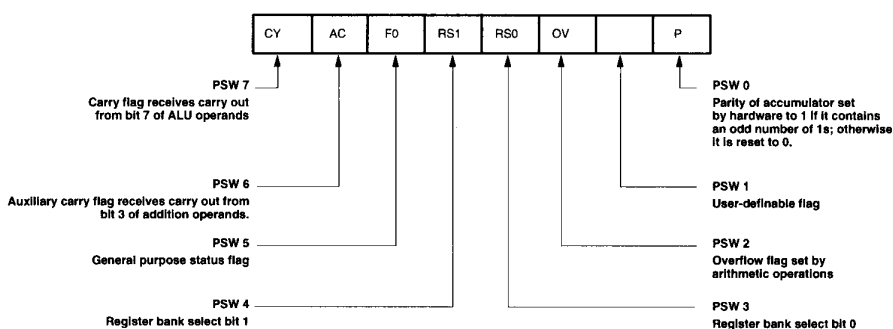 CY AC F0 RS1 RS0 OV P
PSW 7
Carry flag receives carry out
from bit 7 of ALU operands
PSW 6
Auxiliary carry flag receives carry out from
bit 3 of addition operands.
PSW 5
General purpose status flag
PSW 4
Register bank select bit 1
PSW 0
Parity of accumulator set
by hardware to 1 if it contains
an odd number of 1s; otherwise
it is reset to 0.
PSW 1
User-definable flag
PSW 2
Overflow flag set by
arithmetic operations
PSW 3
Register bank select bit 0